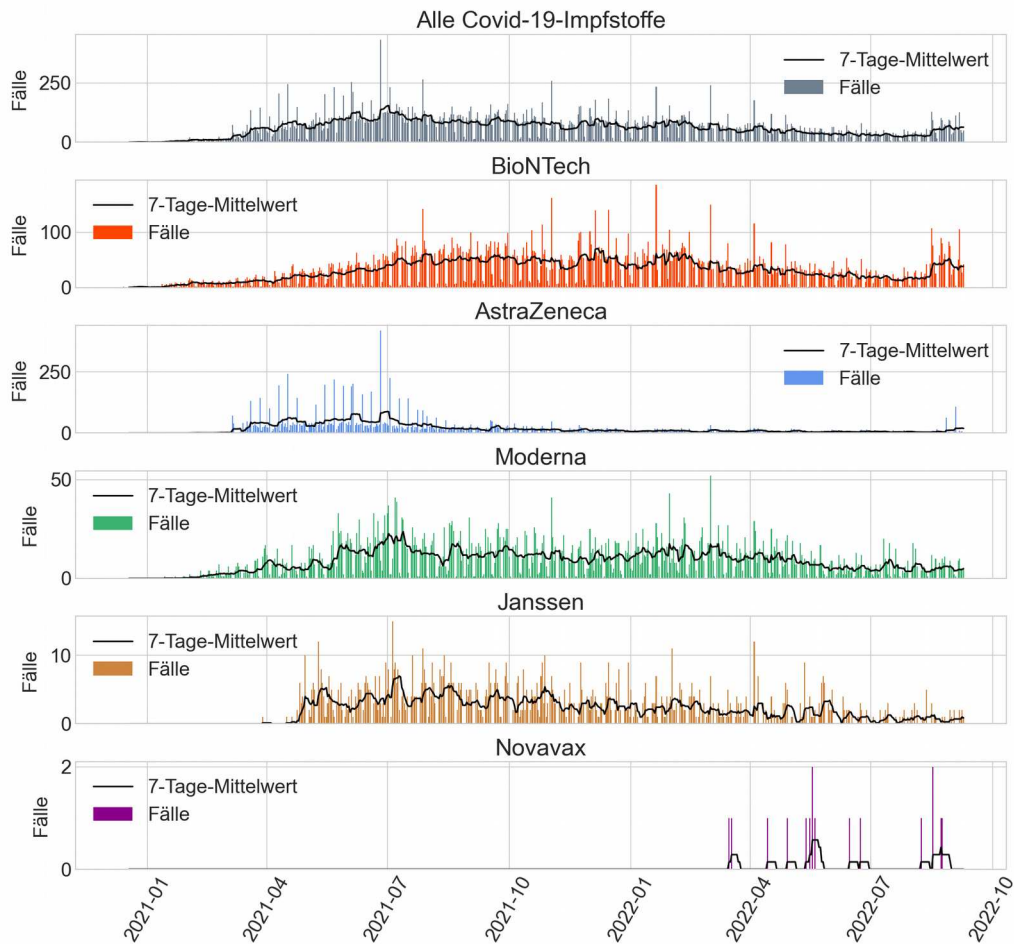 Alle Covid-19-Impfstoffe
Fälle
250
0
7-Tage-Mittelwert
Fälle
BioNTech
Fälle
100
0
7-Tage-Mittelwert
Fälle
AstraZeneca
Fälle
250
0
7-Tage-Mittelwert
Fälle
Moderna
Fälle
50
0
7-Tage-Mittelwert
Fälle
Janssen
Fälle
10
0
7-Tage-Mittelwert
Fälle
Novavax
Fälle
2
0
7-Tage-Mittelwert
Fälle
2021-01
2021-04
2021-07
2021-10
2022-01
2022-04
2022-07
2022-10